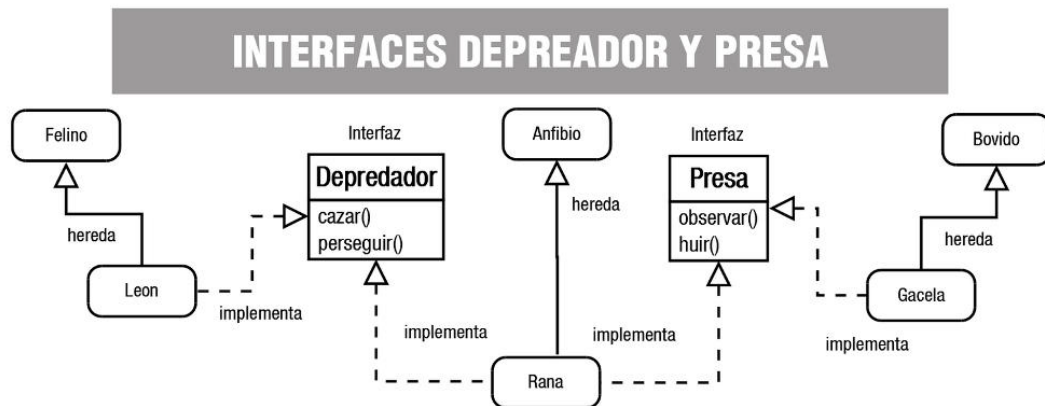 INTERFACES DEPREADOR Y PRESA
Felino
Interfaz
Anfibio
Interfaz
Bovido
Depredador
cazar()
perseguir()
Presa
observar()
huir()
hereda
hereda
hereda
Leon
implementa
implementa
implementa
Gacela
implementa
Rana